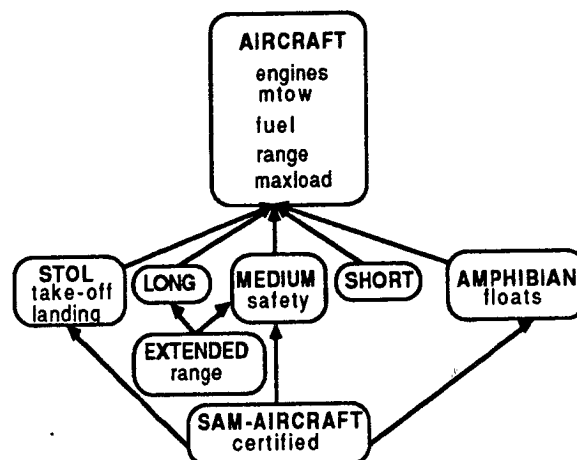 AIRCRAFT
engines
mtow
fuel
range
maxload
STOL
take-off
landing
LONG
MEDIUM
safety
SHORT
AMPHIBIAN
floats
EXTENDED
range
SAM-AIRCRAFT
certified